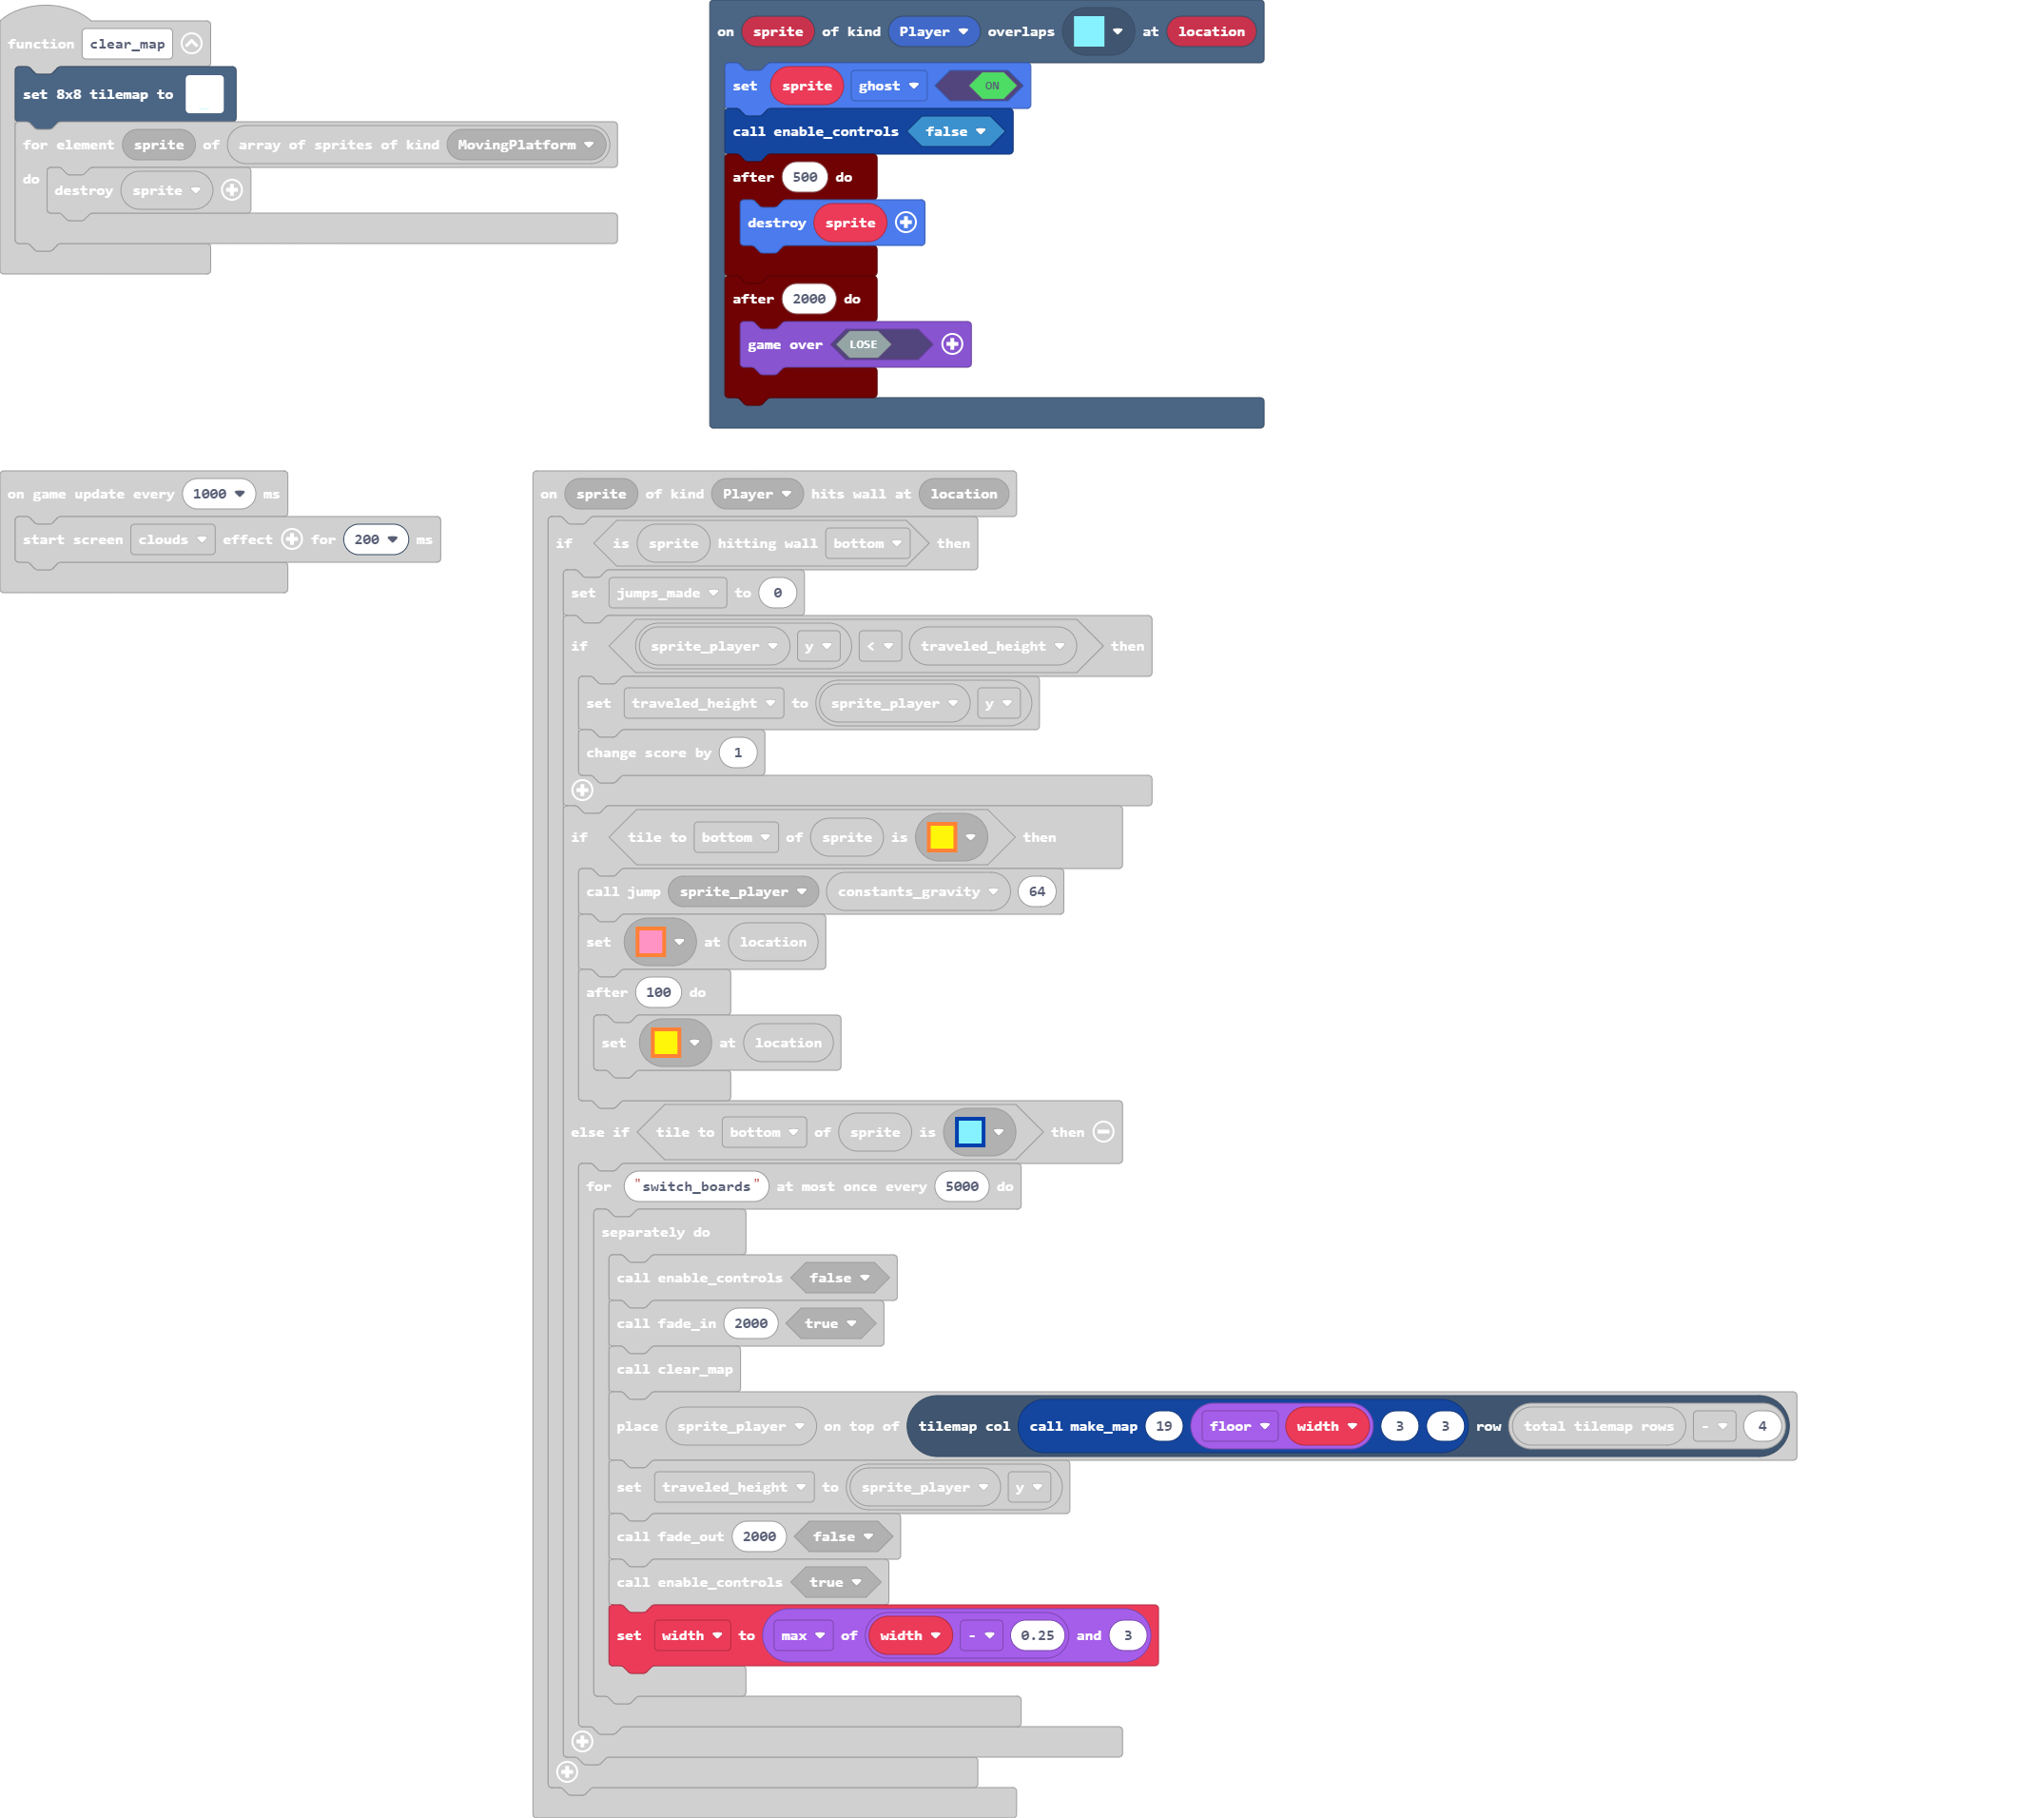 function clear_map
set 8x8 tilemap to
for element sprite of array of sprites of kind MovingPlatform
do
destroy sprite
on sprite of kind Player overlaps at location
set sprite ghost ON
call enable_controls false
after 500 do
destroy sprite
after 2000 do
game over LOSE
on game update every 1000 ms
start screen clouds effect for 200 ms
on sprite of kind Player hits wall at location
if is sprite hitting wall bottom then
set jumps_made to 0
if sprite_player y < traveled_height then
set traveled_height to sprite_player y
change score by 1
if tile to bottom of sprite is then
call jump sprite_player constants_gravity 64
set at location
after 100 do
set at location
else if tile to bottom of sprite is then
for "switch_boards" at most once every 5000 do
separately do
call enable_controls false
call fade_in 2000 true
call clear_map
place sprite_player on top of tilemap col call make_map 19 floor width 3 3 row total tilemap rows - 4
set traveled_height to sprite_player y
call fade_out 2000 false
call enable_controls true
set width to max of width - 0.25 and 3